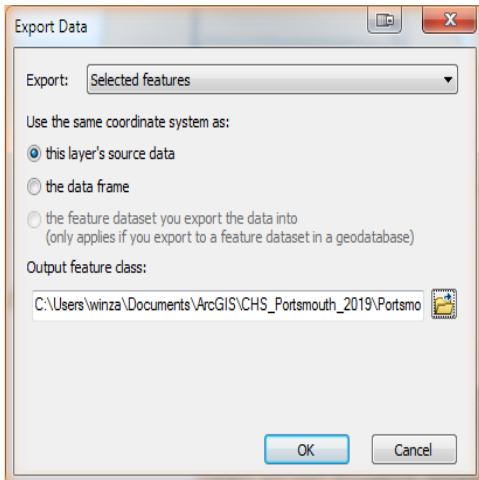 Export Data
Export: Selected features
Use the same coordinate system as:
this layer's source data
the data frame
the feature dataset you export the data into
(only applies if you export to a feature dataset in a geodatabase)
Output feature class:
C:\Users\winza\Documents\ArcGIS\CHS_Portsmouth_2019\Portsmo
OK Cancel